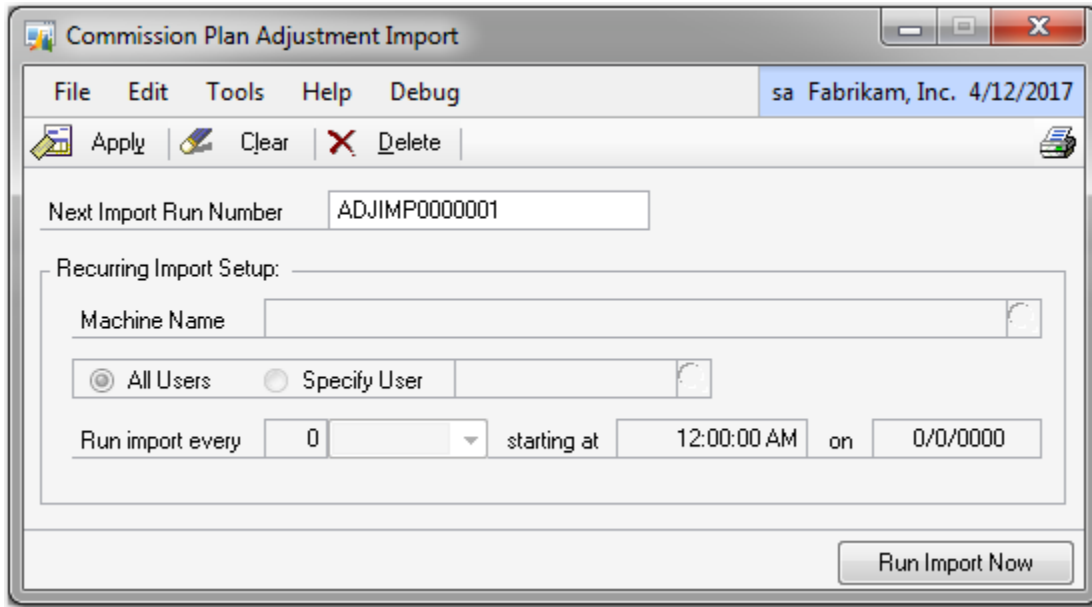 Commission Plan Adjustment Import
File Edit Tools Help Debug sa Fabrikam, Inc. 4/12/2017
Apply Clear Delete
Next Import Run Number ADJIMP0000001
Recurring Import Setup:
Machine Name
All Users Specify User
Run import every 0 starting at 12:00:00 AM on 0/0/0000
Run Import Now